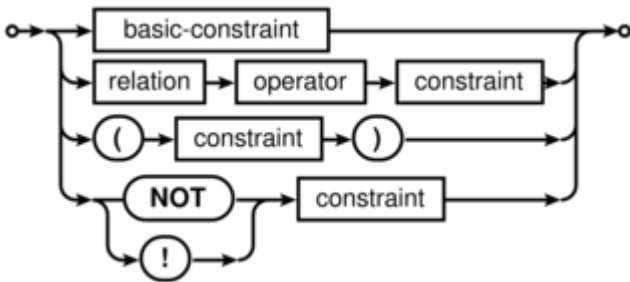 basic-constraint
relation operator constraint
( constraint )
NOT constraint
!